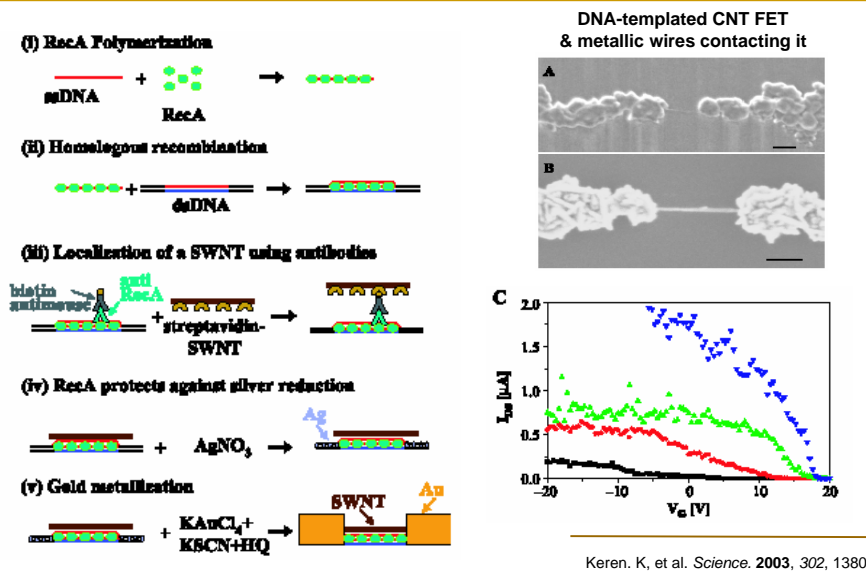 DNA-templated CNT FET
& metallic wires contacting it
(i) RecA Polymerization
ssDNA
+
RecA
(ii) Homologous recombination
+
dsDNA
(iii) Localization of a SWNT using antibodies
biotin
antimouse
anti
RecA
+
streptavidin-
SWNT
(iv) RecA protects against silver reduction
+
AgNO3
Ag
(v) Gold metallization
+
KAuCl4+
KSCN+HQ
SWNT
Au
A
B
C
2.0
1.5
1.0
0.5
0.0
IDS [μA]
-20
-10
0
10
20
VG [V]
Keren. K, et al. Science. 2003, 302, 1380